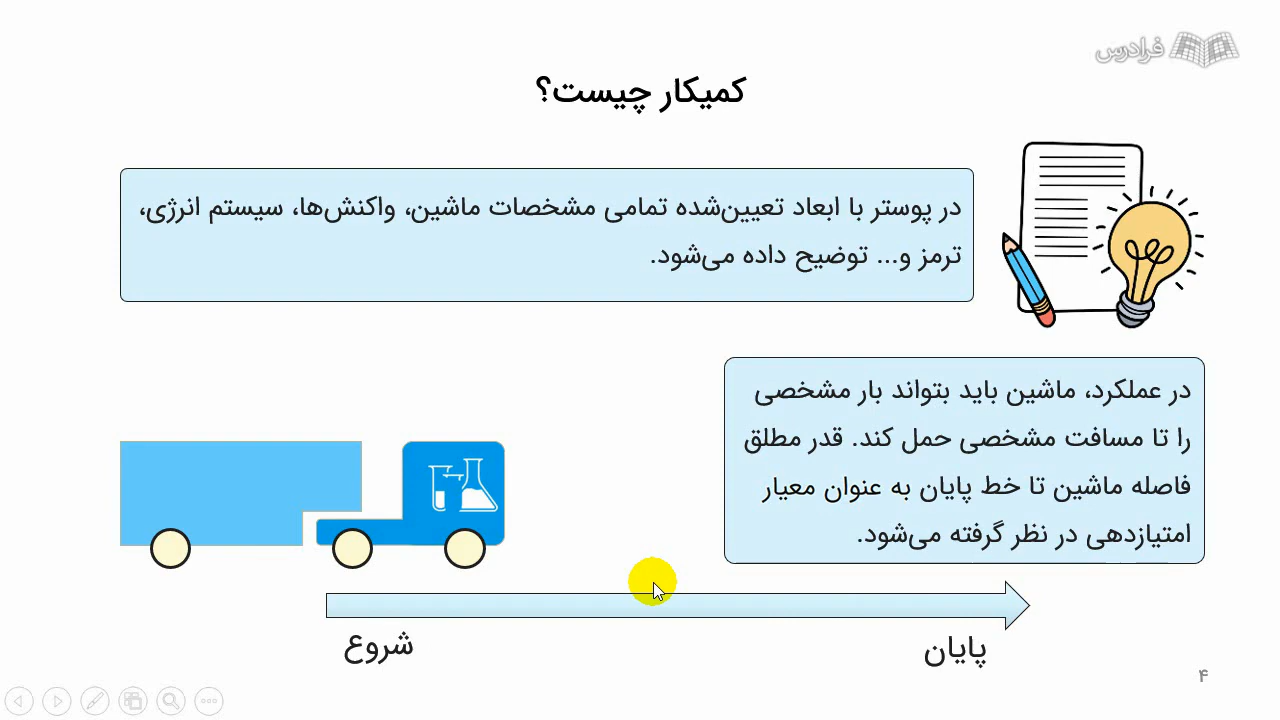 فرادرس
کمیکار چیست؟
در پوستر با ابعاد تعیین‌شده تمامی مشخصات ماشین، واکنش‌ها، سیستم انرژی،
ترمز و... توضیح داده می‌شود.
در عملکرد، ماشین باید بتواند بار مشخصی
را تا مسافت مشخصی حمل کند. قدر مطلق
فاصله ماشین تا خط پایان به عنوان معیار
امتیازدهی در نظر گرفته می‌شود.
شروع
پایان
۴